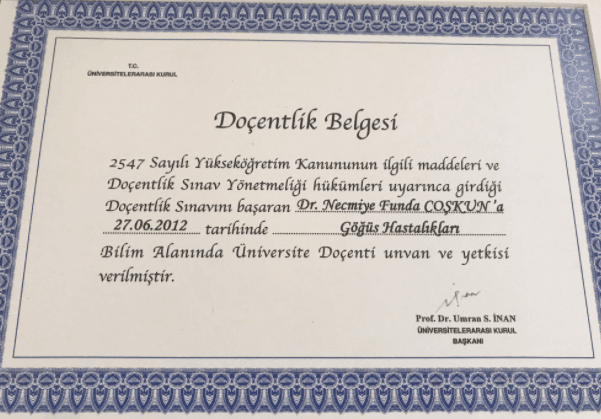 T.C.
ÜNİVERSİTELERARASI KURUL
Doçentlik Belgesi
2547 Sayılı Yükseköğretim Kanununun ilgili maddeleri ve
Doçentlik Sınav Yönetmeliği hükümleri uyarınca girdiği
Doçentlik Sınavını başaran Dr. Necmiye Funda COŞKUN'a
27.06.2012 tarihinde Göğüs Hastalıkları
Bilim Alanında Üniversite Doçenti unvan ve yetkisi
verilmiştir.
Prof. Dr. Umran S. İNAN
ÜNİVERSİTELERARASI KURUL
BAŞKANI